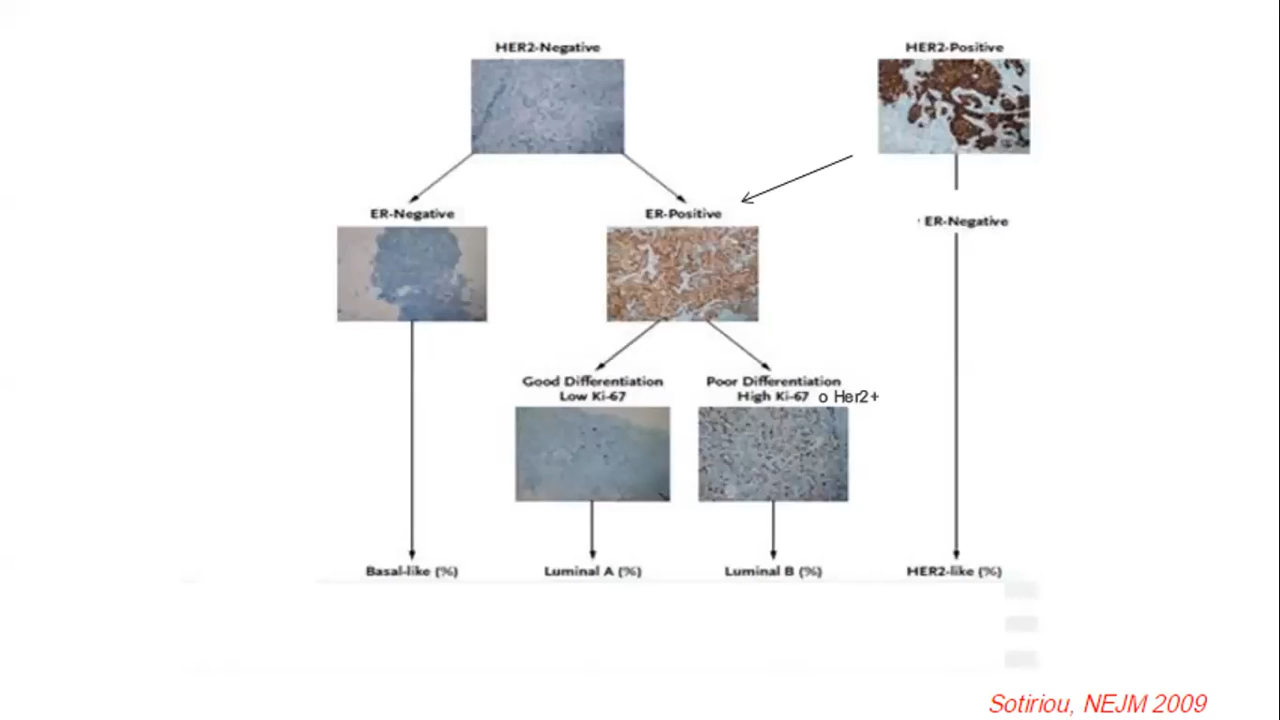 HER2-Negative
HER2-Positive
ER-Negative
ER-Positive
ER-Negative
Good Differentiation
Low Ki-67
Poor Differentiation
High Ki-67 o Her2+
Basal-like (%)
Luminal A (%)
Luminal B (%)
HER2-like (%)
Sotiriou, NEJM 2009